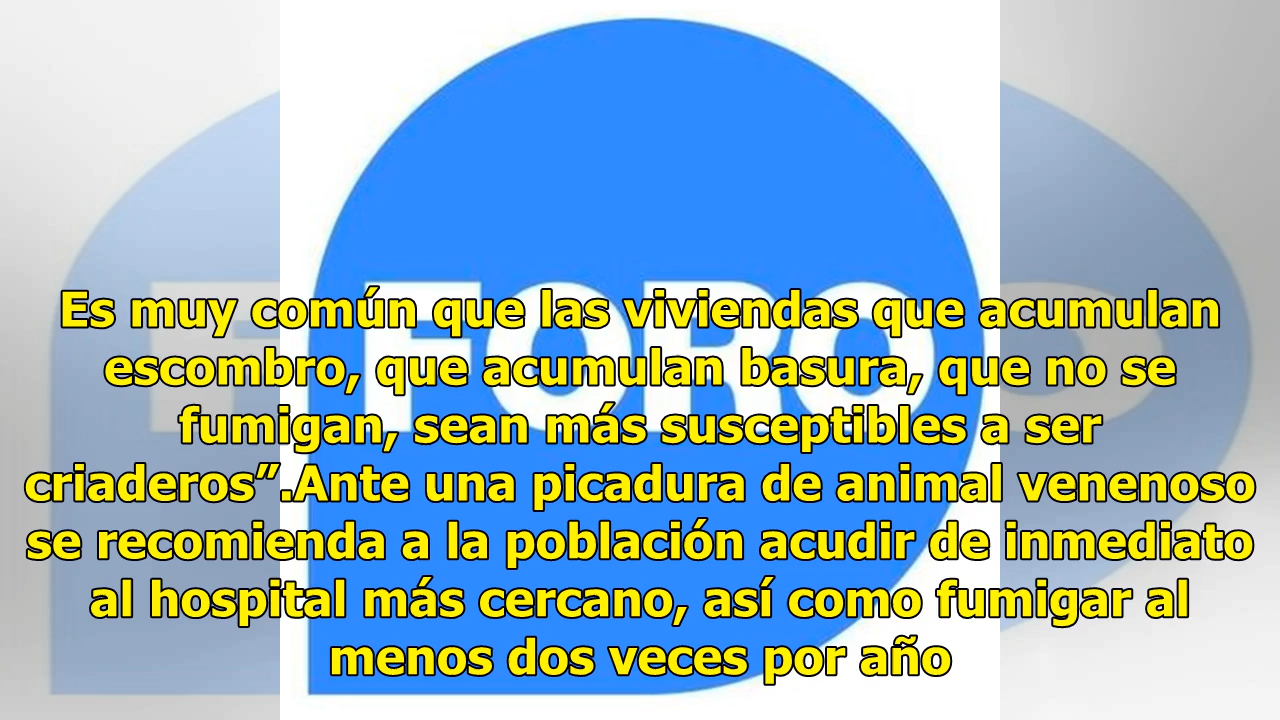 FORO
Es muy común que las viviendas que acumulan
escombro, que acumulan basura, que no se
fumigan, sean más susceptibles a ser
criaderos”.Ante una picadura de animal venenoso
se recomienda a la población acudir de inmediato
al hospital más cercano, así como fumigar al
menos dos veces por año